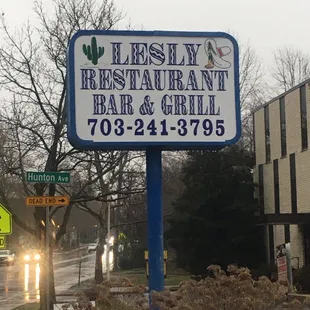 LESLY
RESTAURANT
BAR & GRILL
703-241-3795
Hunton Ave
DEAD END